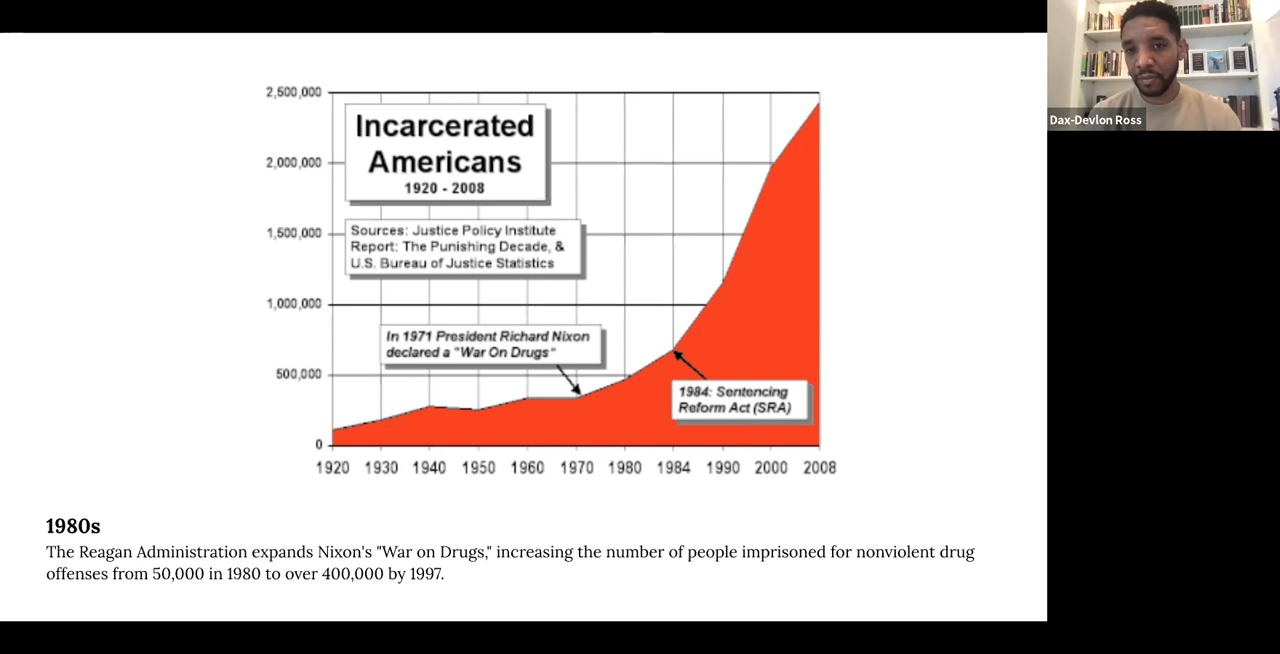 Dax-Devlon Ross
2,500,000
2,000,000
1,500,000
1,000,000
500,000
0
Incarcerated
Americans
1920 - 2008
Sources: Justice Policy Institute
Report: The Punishing Decade, &
U.S. Bureau of Justice Statistics
In 1971 President Richard Nixon
declared a "War On Drugs"
1984: Sentencing
Reform Act (SRA)
1920 1930 1940 1950 1960 1970 1980 1984 1990 2000 2008
1980s
The Reagan Administration expands Nixon's "War on Drugs," increasing the number of people imprisoned for nonviolent drug
offenses from 50,000 in 1980 to over 400,000 by 1997.